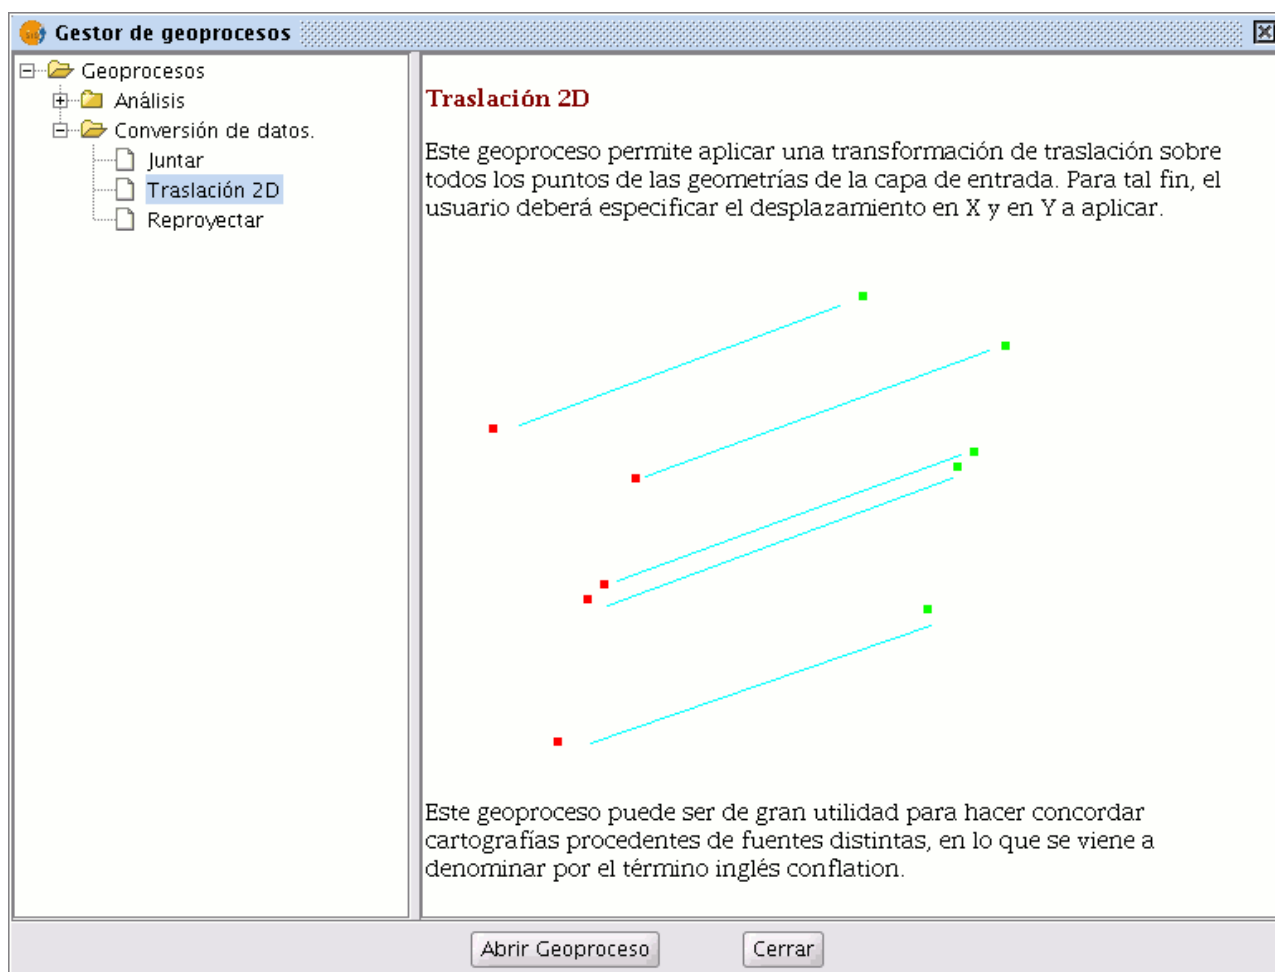 Gestor de geoprocesos
Geoprocesos
Análisis
Conversión de datos.
Juntar
Traslación 2D
Reproyectar
Traslación 2D
Este geoproceso permite aplicar una transformación de traslación sobre
todos los puntos de las geometrías de la capa de entrada. Para tal fin, el
usuario deberá especificar el desplazamiento en X y en Y a aplicar.
Este geoproceso puede ser de gran utilidad para hacer concordar
cartografías procedentes de fuentes distintas, en lo que se viene a
denominar por el término inglés conflation.
Abrir Geoproceso
Cerrar